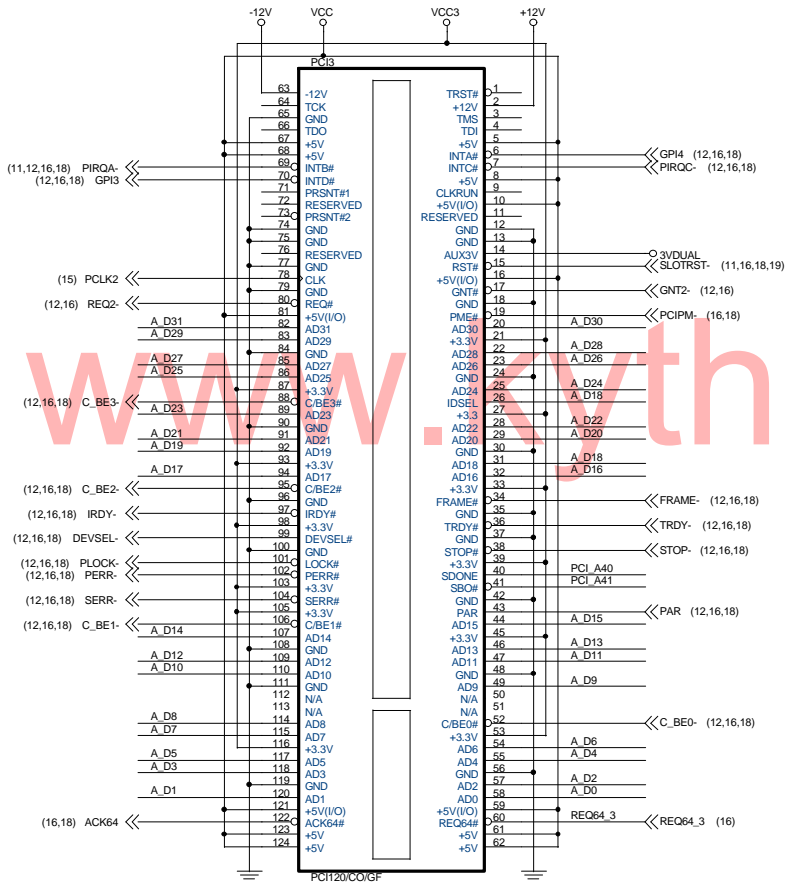 -12V VCC VCC3 +12V
PCI3
63 -12V TRST# 1
64 TCK +12V 2
65 GND TMS 3
66 TDO TDI 4
67 +5V +5V 5
68 +5V INTA# 6 GPI4 (12,16,18)
(11,12,16,18) PIRQA- 69 INTB# INTC# 7 PIRQC- (12,16,18)
(12,16,18) GPI3 70 INTD# +5V 8
71 PRSNT#1 CLKRUN 9
72 RESERVED +5V(I/O) 10
73 PRSNT#2 RESERVED 11
74 GND GND 12
75 GND GND 13
76 RESERVED AUX3V 14 3VDUAL
77 GND RST# 15 SLOTRST- (11,16,18,19)
(15) PCLK2 78 CLK +5V(I/O) 16
79 GND GNT# 17 GNT2- (12,16)
(12,16) REQ2- 80 REQ# GND 18
81 +5V(I/O) PME# 19 PCIPM- (16,18)
A_D31 82 AD31 AD30 20 A_D30
A_D29 83 AD29 +3.3V 21
84 GND AD28 22 A_D28
A_D27 85 AD27 AD26 23 A_D26
A_D25 86 AD25 GND 24
87 +3.3V AD24 25 A_D24
(12,16,18) C_BE3- 88 C/BE3# IDSEL 26 A_D18
A_D23 89 AD23 +3.3 27
90 GND AD22 28 A_D22
A_D21 91 AD21 AD20 29 A_D20
A_D19 92 AD19 GND 30
93 +3.3V AD18 31 A_D18
A_D17 94 AD17 AD16 32 A_D16
(12,16,18) C_BE2- 95 C/BE2# +3.3V 33
96 GND FRAME# 34 FRAME- (12,16,18)
(12,16,18) IRDY- 97 IRDY# GND 35
98 +3.3V TRDY# 36 TRDY- (12,16,18)
(12,16,18) DEVSEL- 99 DEVSEL# GND 37
100 GND STOP# 38 STOP- (12,16,18)
(12,16,18) PLOCK- 101 LOCK# +3.3V 39
(12,16,18) PERR- 102 PERR# SDONE 40 PCI_A40
103 +3.3V SBO# 41 PCI_A41
(12,16,18) SERR- 104 SERR# GND 42
105 +3.3V PAR 43 PAR (12,16,18)
(12,16,18) C_BE1- 106 C/BE1# AD15 44 A_D15
A_D14 107 AD14 +3.3V 45
108 GND AD13 46 A_D13
A_D12 109 AD12 AD11 47 A_D11
A_D10 110 AD10 GND 48
111 GND AD9 49 A_D9
112 N/A N/A 50
113 N/A N/A 51
A_D8 114 AD8 C/BE0# 52 C_BE0- (12,16,18)
A_D7 115 AD7 +3.3V 53
116 +3.3V AD6 54 A_D6
A_D5 117 AD5 AD4 55 A_D4
A_D3 118 AD3 GND 56
119 GND AD2 57 A_D2
A_D1 120 AD1 AD0 58 A_D0
121 +5V(I/O) +5V(I/O) 59
(16,18) ACK64 122 ACK64# REQ64# 60 REQ64_3 REQ64_3 (16)
123 +5V +5V 61
124 +5V +5V 62
PCI120/CO/GF
www.kyth